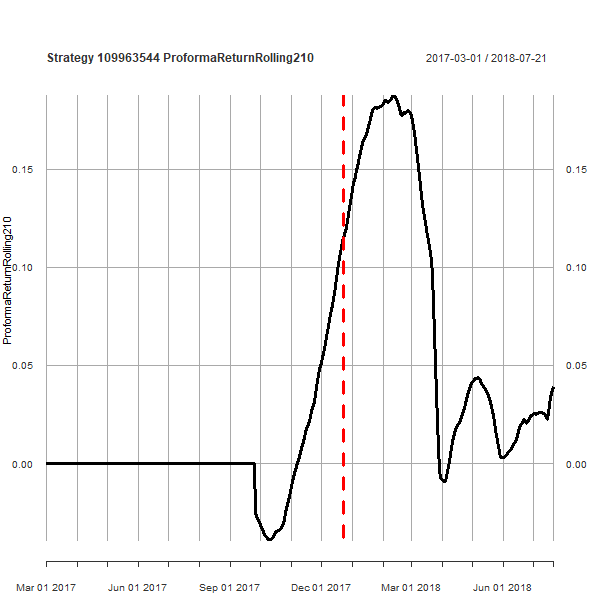 Strategy 109963544 ProformaReturnRolling210
2017-03-01 / 2018-07-21
ProformaReturnRolling210
0.15
0.10
0.05
0.00
0.15
0.10
0.05
0.00
Mar 01 2017
Jun 01 2017
Sep 01 2017
Dec 01 2017
Mar 01 2018
Jun 01 2018